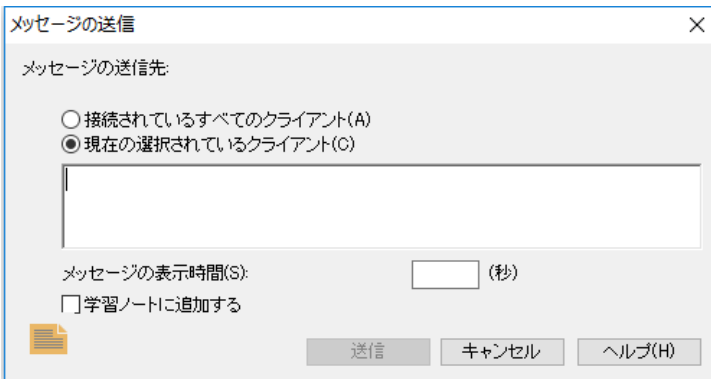 メッセージの送信
メッセージの送信先:
接続されているすべてのクライアント(A)
現在の選択されているクライアント(C)
メッセージの表示時間(S): (秒)
学習ノートに追加する
送信 キャンセル ヘルプ(H)